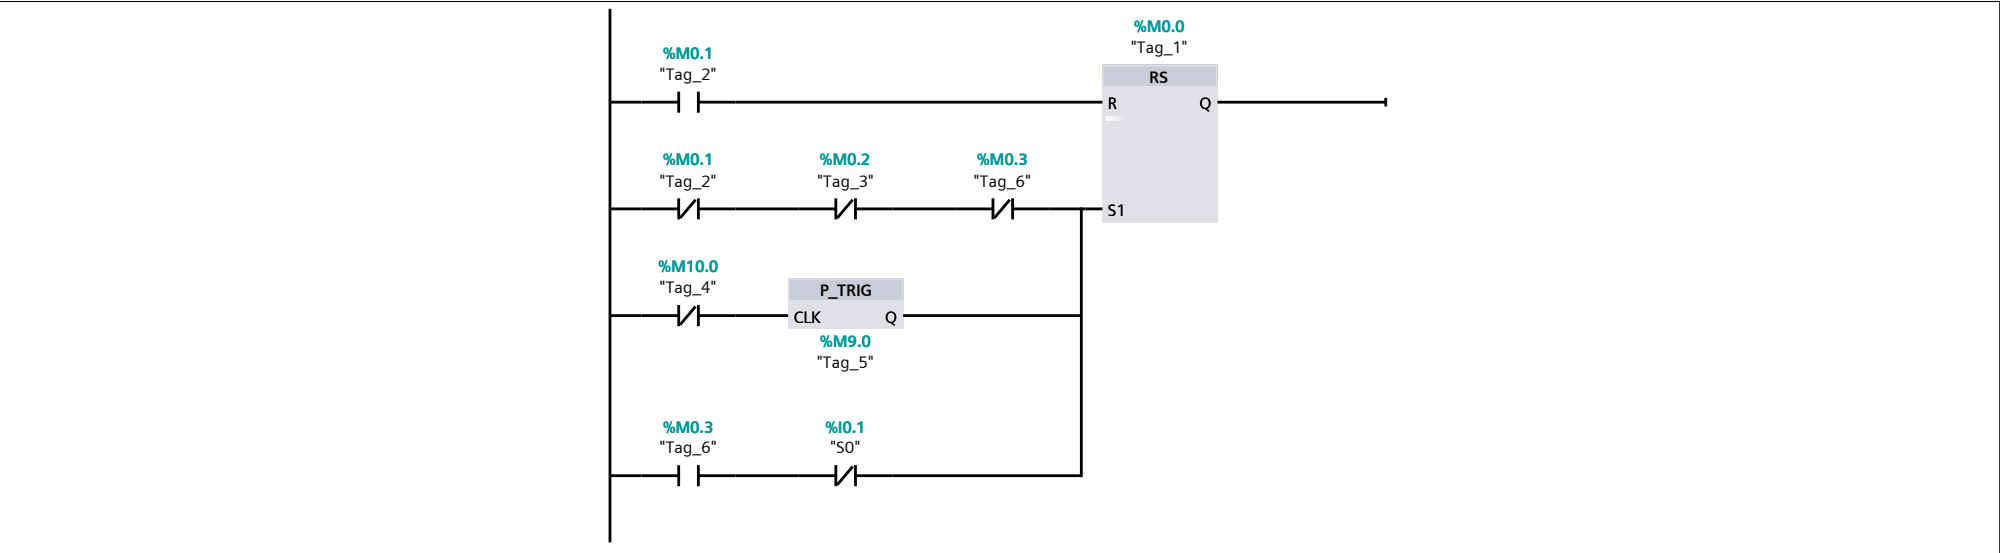 %M0.0
"Tag_1"
%M0.1
"Tag_2"
RS
R
Q
%M0.1
"Tag_2"
%M0.2
"Tag_3"
%M0.3
"Tag_6"
S1
%M10.0
"Tag_4"
P_TRIG
CLK
Q
%M9.0
"Tag_5"
%M0.3
"Tag_6"
%I0.1
"S0"